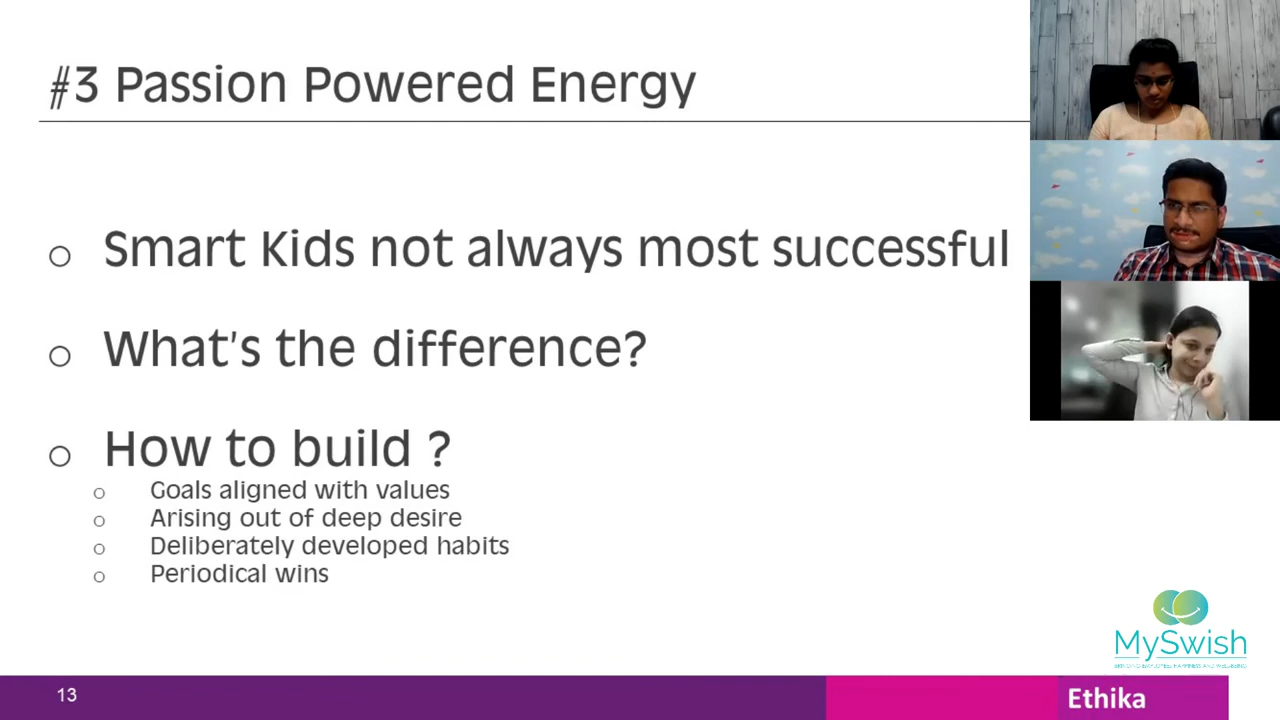 #3 Passion Powered Energy
o Smart Kids not always most successful
o What's the difference?
o How to build ?
o Goals aligned with values
o Arising out of deep desire
o Deliberately developed habits
o Periodical wins
MySwish
13
Ethika